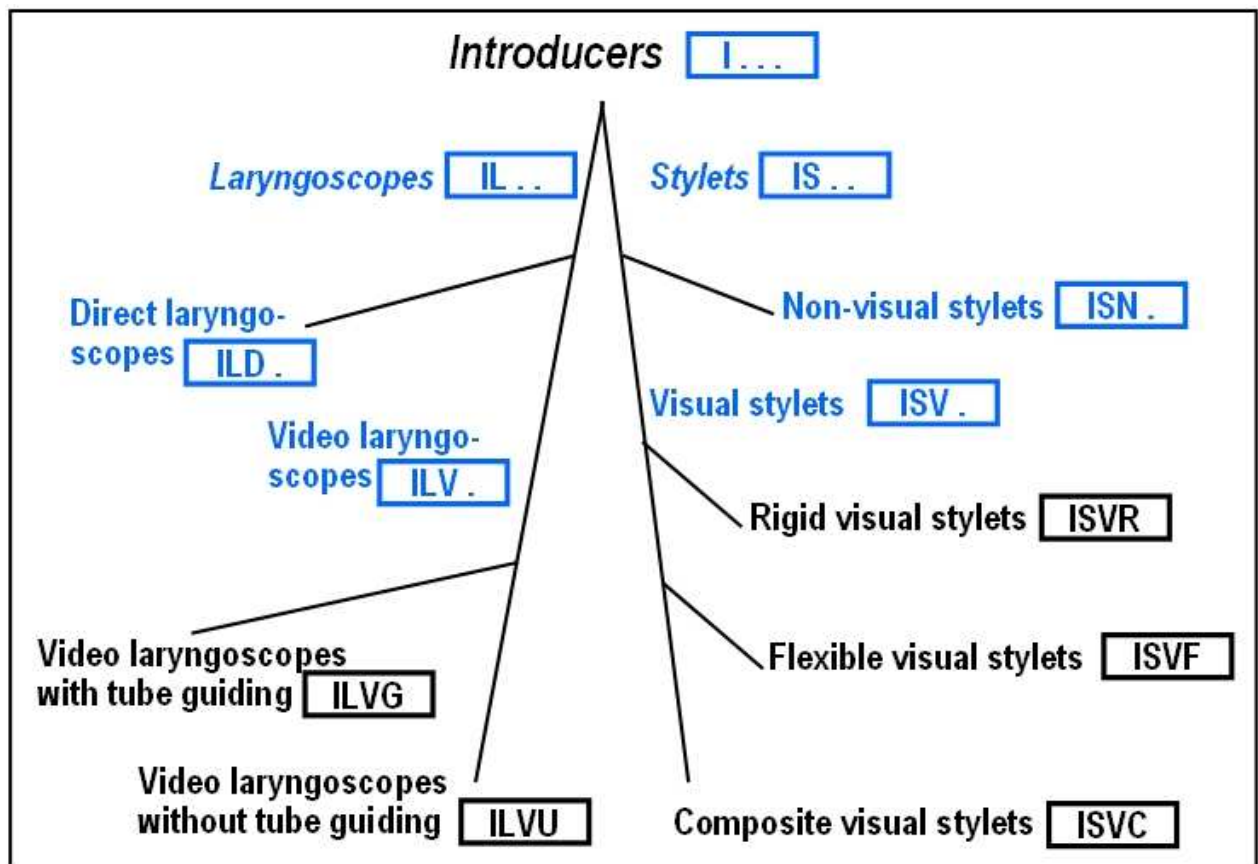 Introducers I . . .
Laryngoscopes IL . .
Stylets IS . .
Direct laryngo-
scopes ILD .
Non-visual stylets ISN .
Visual stylets ISV .
Video laryngo-
scopes ILV .
Rigid visual stylets ISVR
Video laryngoscopes
with tube guiding ILVG
Flexible visual stylets ISVF
Video laryngoscopes
without tube guiding ILVU
Composite visual stylets ISVC